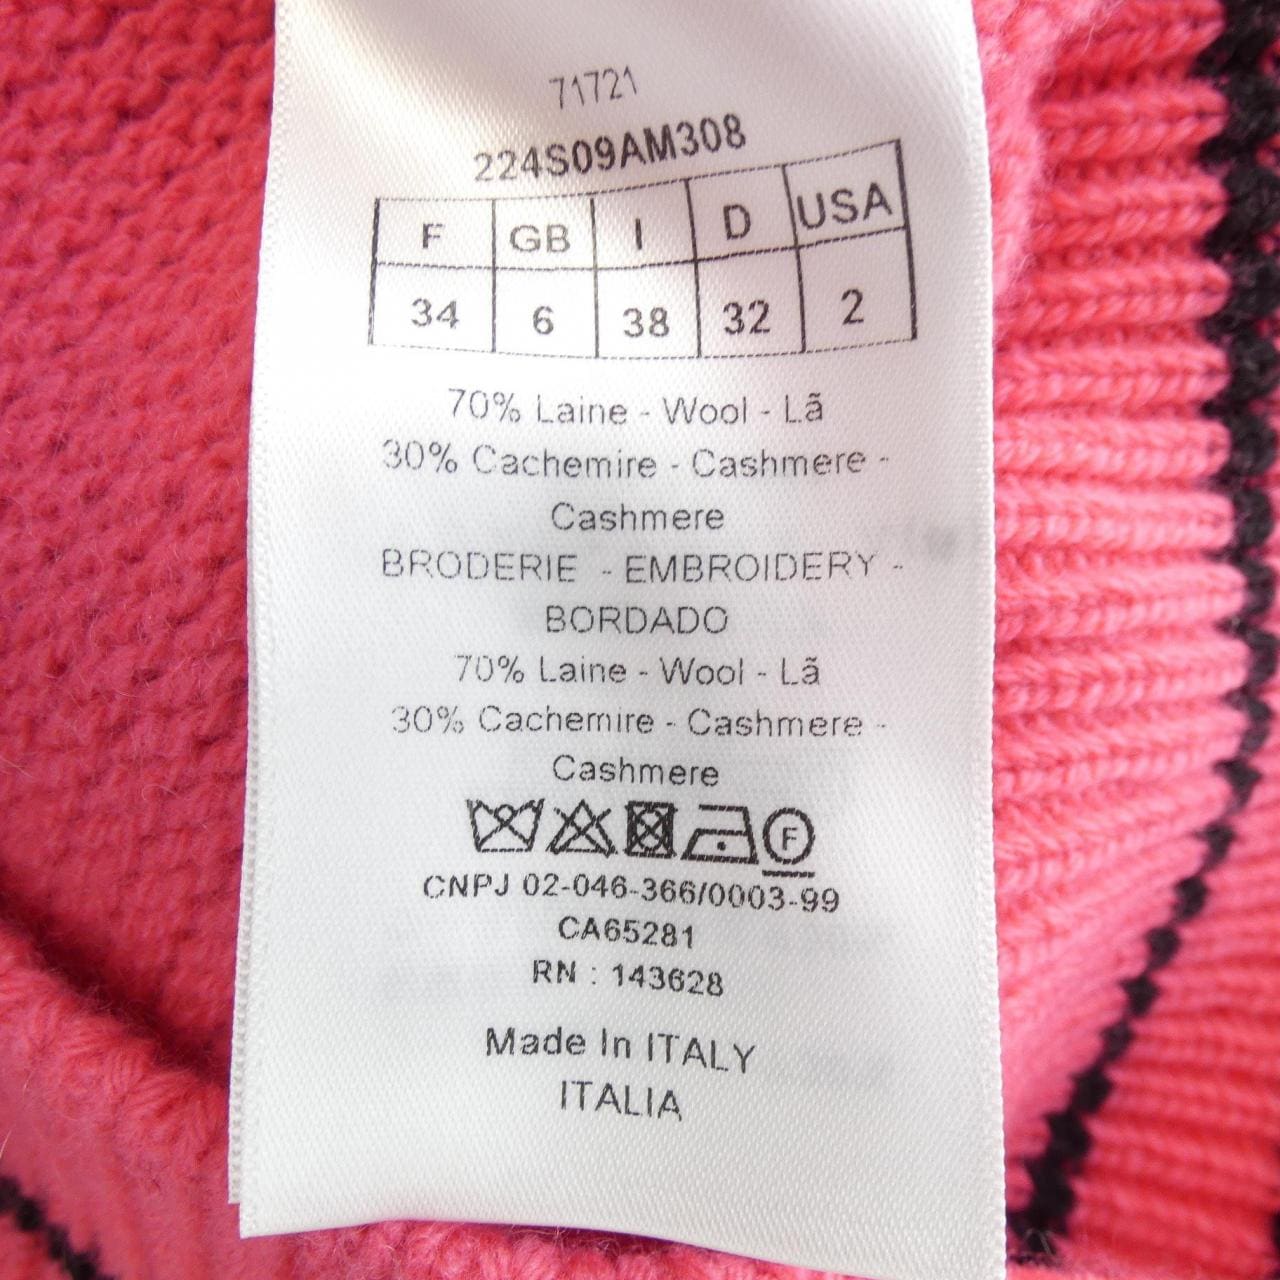 71721
224S09AM308
F GB I D USA
34 6 38 32 2
70% Laine - Wool - Lã
30% Cachemire - Cashmere -
Cashmere
BRODERIE - EMBROIDERY -
BORDADO
70% Laine - Wool - Lã
30% Cachemire - Cashmere -
Cashmere
F
CNPJ 02-046-366/0003-99
CA65281
RN : 143628
Made In ITALY
ITALIA